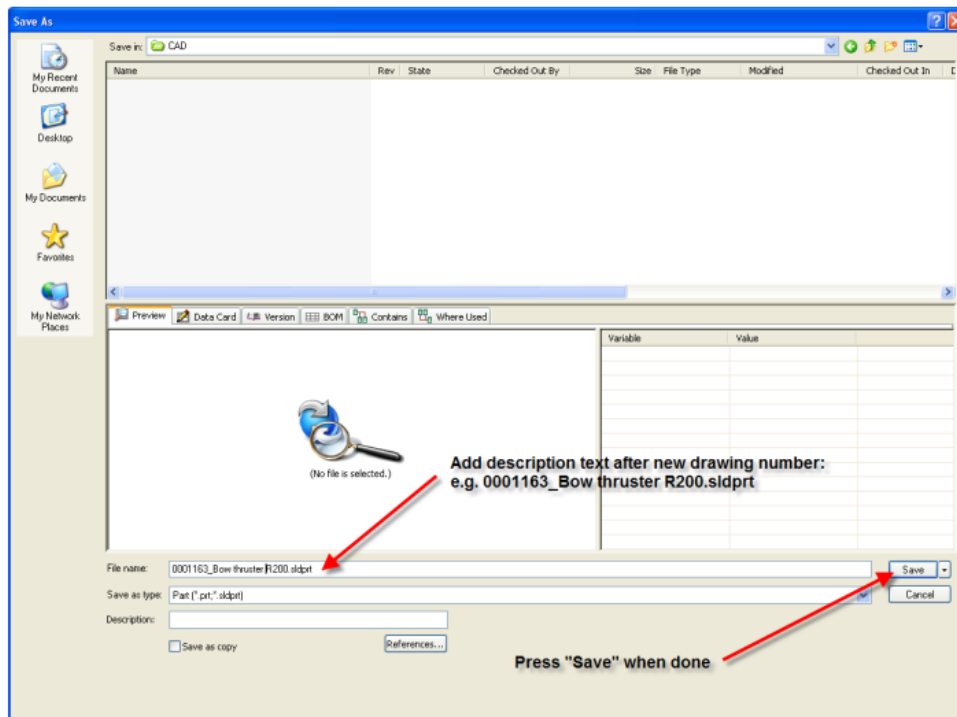 Save As
Save in: CAD
My Recent
Documents
Desktop
My Documents
Favorites
My Network
Places
Name Rev State Checked Out By Size File Type Modified Checked Out In
Preview Data Card Version BOM Contains Where Used
Variable Value
(No file is selected.)
Add description text after new drawing number:
e.g. 0001163_Bow thruster R200.sldprt
File name: 0001163_Bow thruster R200.sldprt Save
Save as type: Part (*.prt;*.sldprt) Cancel
Description:
Save as copy References...
Press "Save" when done